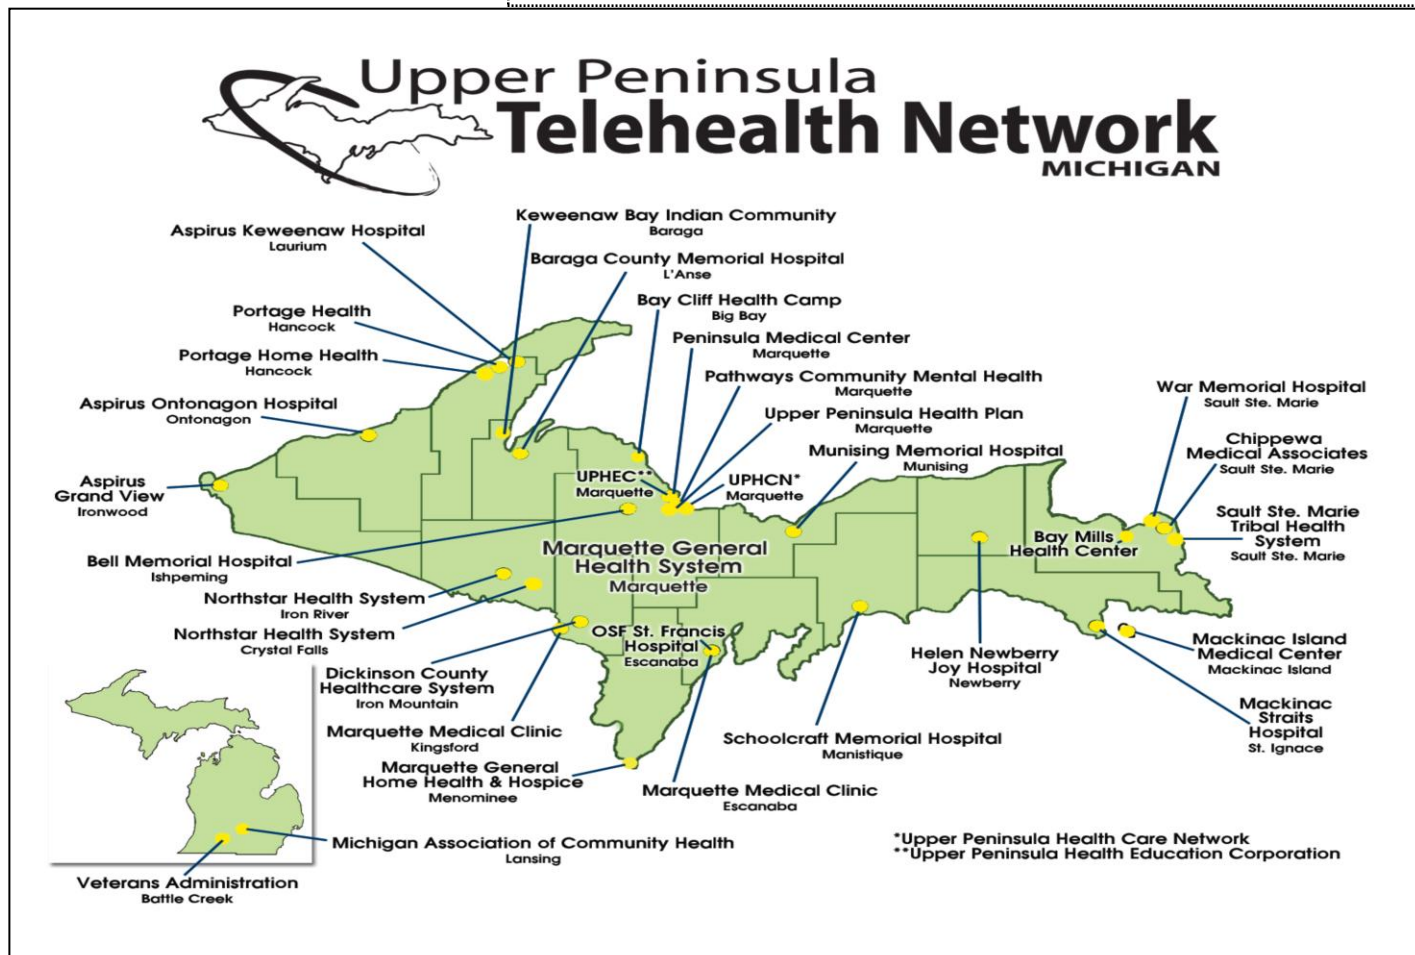 Upper Peninsula
Telehealth Network
MICHIGAN
Keweenaw Bay Indian Community
Baraga
Aspirus Keweenaw Hospital
Laurium
Baraga County Memorial Hospital
L'Anse
Bay Cliff Health Camp
Big Bay
Portage Health
Hancock
Peninsula Medical Center
Marquette
Portage Home Health
Hancock
Pathways Community Mental Health
Marquette
War Memorial Hospital
Sault Ste. Marie
Aspirus Ontonagon Hospital
Ontonagon
Upper Peninsula Health Plan
Marquette
Chippewa
Medical Associates
Sault Ste. Marie
Munising Memorial Hospital
Munising
Aspirus
Grand View
Ironwood
UPHEC**
Marquette
UPHCN*
Marquette
Sault Ste. Marie
Tribal Health
System
Sault Ste. Marie
Bay Mills
Health Center
Bell Memorial Hospital
Ishpeming
Marquette General
Health System
Marquette
Northstar Health System
Iron River
Northstar Health System
Crystal Falls
OSF St. Francis
Hospital
Escanaba
Mackinac Island
Medical Center
Mackinac Island
Helen Newberry
Joy Hospital
Newberry
Dickinson County
Healthcare System
Iron Mountain
Mackinac
Straits
Hospital
St. Ignace
Marquette Medical Clinic
Kingsford
Schoolcraft Memorial Hospital
Manistique
Marquette General
Home Health & Hospice
Menominee
Marquette Medical Clinic
Escanaba
Michigan Association of Community Health
Lansing
*Upper Peninsula Health Care Network
**Upper Peninsula Health Education Corporation
Veterans Administration
Battle Creek